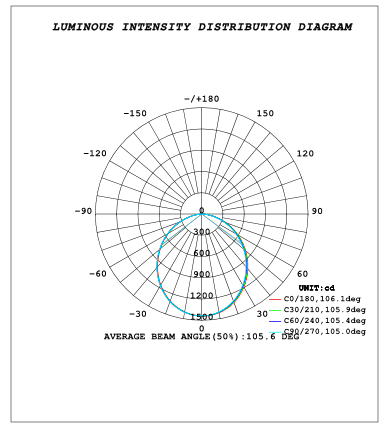 LUMINOUS INTENSITY DISTRIBUTION DIAGRAM
-/+180
-150
150
-120
120
-90
0
90
300
600
-60
60
900
UNIT:cd
C0/180,106.1deg
1200
-30
30
C30/210,105.9deg
1500
C60/240,105.4deg
0
C90/270,105.0deg
AVERAGE BEAM ANGLE(50%):105.6 DEG